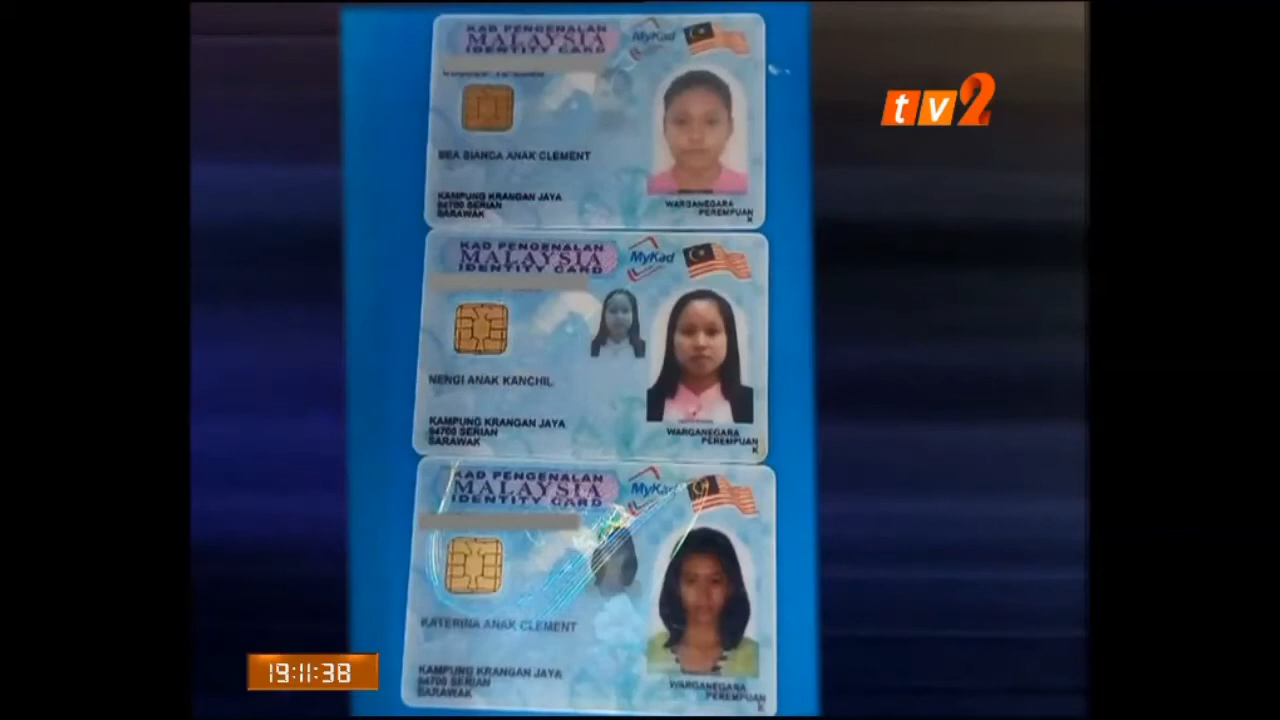 KAD PENGENALAN
MALAYSIA
IDENTITY CARD
MyKad
BEA BIANCA ANAK CLEMENT
KAMPUNG KRANGAN JAYA
94700 SERIAN
SARAWAK
WARGANEGARA
PEREMPUAN
K
tv2
KAD PENGENALAN
MALAYSIA
IDENTITY CARD
MyKad
NENGI ANAK KANCHIL
KAMPUNG KRANGAN JAYA
94700 SERIAN
SARAWAK
WARGANEGARA
PEREMPUAN
K
KAD PENGENALAN
MALAYSIA
IDENTITY CARD
MyKad
KATERINA ANAK CLEMENT
KAMPUNG KRANGAN JAYA
94700 SERIAN
SARAWAK
WARGANEGARA
PEREMPUAN
K
19:11:38